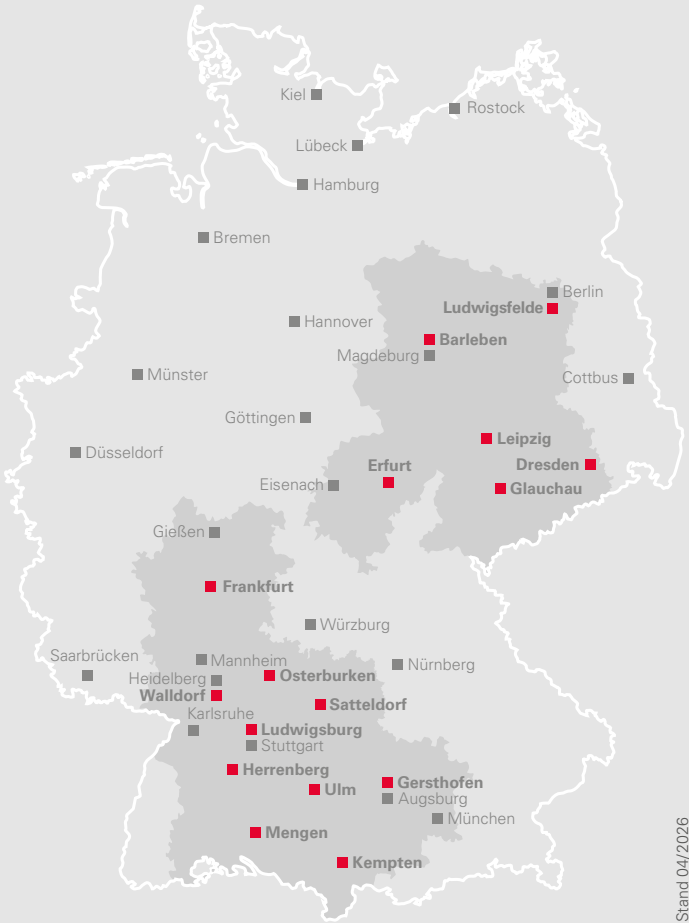 Kiel
Rostock
Lübeck
Hamburg
Bremen
Berlin
Ludwigsfelde
Hannover
Barleben
Magdeburg
Münster
Cottbus
Göttingen
Leipzig
Düsseldorf
Erfurt
Dresden
Eisenach
Glauchau
Gießen
Frankfurt
Würzburg
Saarbrücken
Mannheim
Nürnberg
Heidelberg
Osterburken
Walldorf
Satteldorf
Karlsruhe
Ludwigsburg
Stuttgart
Herrenberg
Gersthofen
Ulm
Augsburg
München
Mengen
Kempten
Stand 04/2026